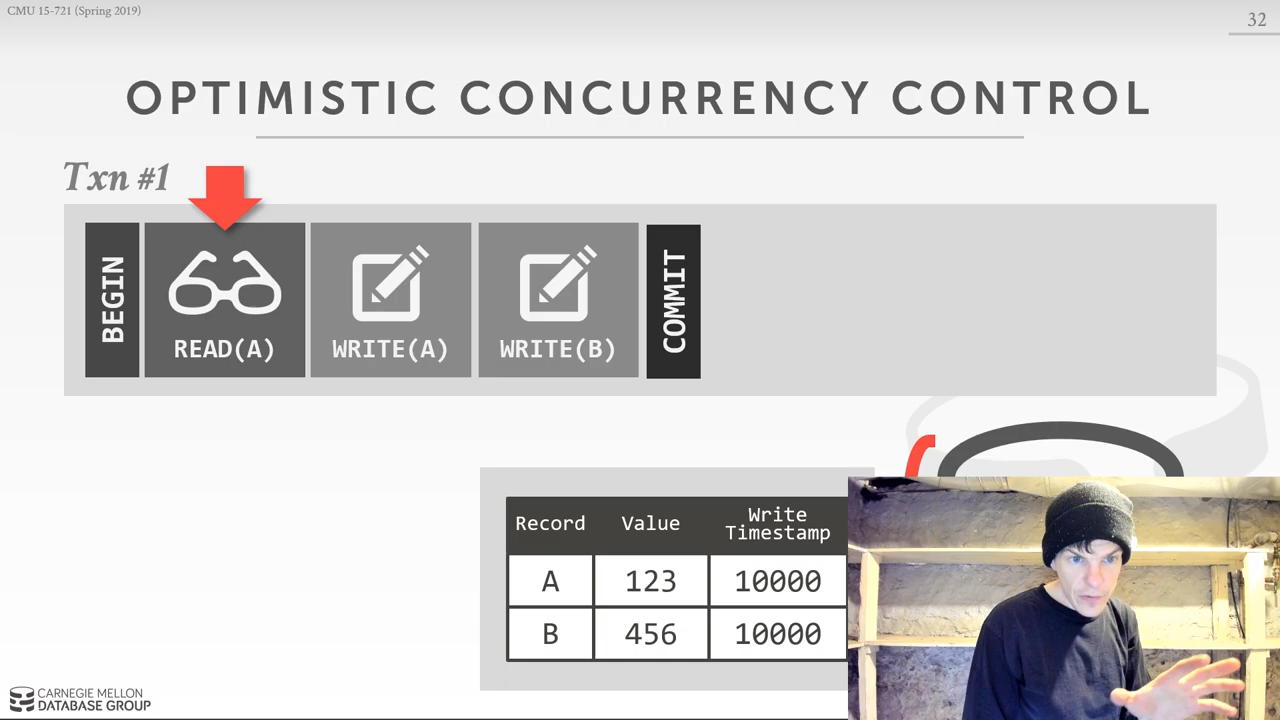 CMU 15-721 (Spring 2019)
32
OPTIMISTIC CONCURRENCY CONTROL
Txn #1
BEGIN
READ(A)
WRITE(A)
WRITE(B)
COMMIT
Record Value Write Timestamp
A 123 10000
B 456 10000
CARNEGIE MELLON
DATABASE GROUP